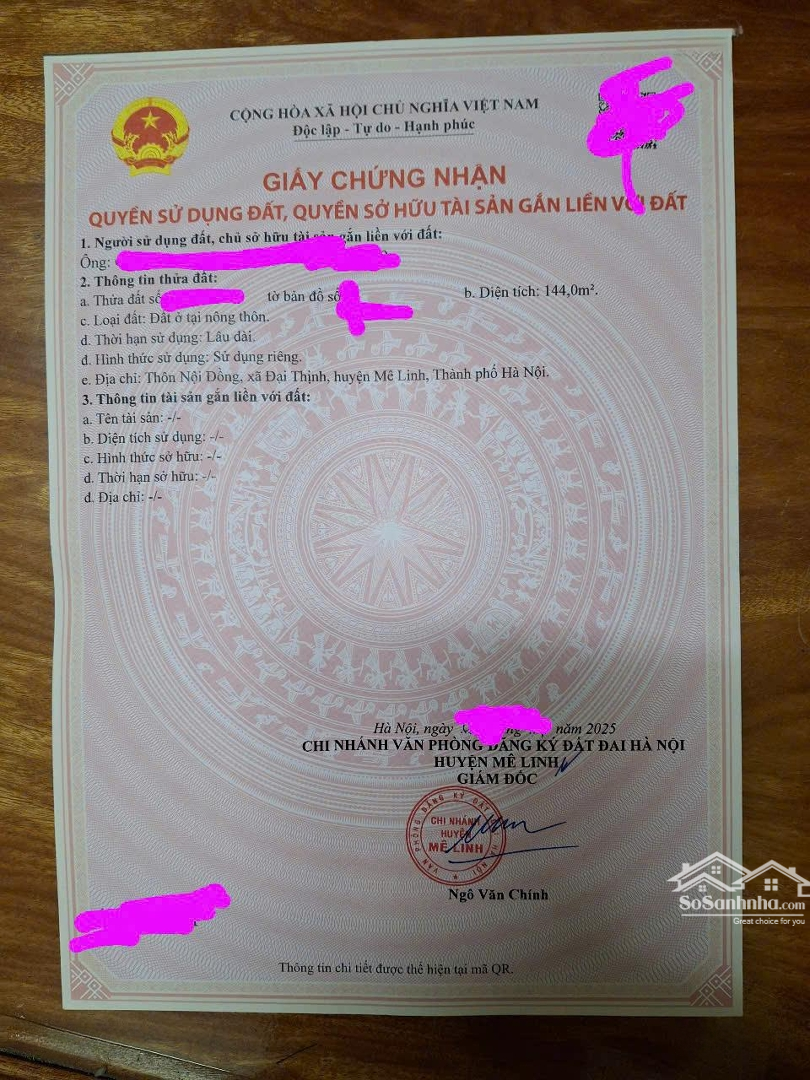 CỘNG HÒA XÃ HỘI CHỦ NGHĨA VIỆT NAM
Độc lập - Tự do - Hạnh phúc
GIẤY CHỨNG NHẬN
QUYỀN SỬ DỤNG ĐẤT, QUYỀN SỞ HỮU TÀI SẢN GẮN LIỀN VỚI ĐẤT
1. Người sử dụng đất, chủ sở hữu tài sản gắn liền với đất:
Ông:
2. Thông tin thửa đất:
a. Thửa đất số tờ bản đồ số b. Diện tích: 144,0m².
c. Loại đất: Đất ở tại nông thôn.
d. Thời hạn sử dụng: Lâu dài.
đ. Hình thức sử dụng: Sử dụng riêng.
e. Địa chỉ: Thôn Nội Đồng, xã Đại Thịnh, huyện Mê Linh, Thành phố Hà Nội.
3. Thông tin tài sản gắn liền với đất:
a. Tên tài sản: -/-
b. Diện tích sử dụng: -/-
c. Hình thức sở hữu: -/-
d. Thời hạn sở hữu: -/-
đ. Địa chỉ: -/-
Hà Nội, ngày năm 2025
CHI NHÁNH VĂN PHÒNG ĐĂNG KÝ ĐẤT ĐAI HÀ NỘI
HUYỆN MÊ LINH
GIÁM ĐỐC
VĂN PHÒNG ĐĂNG KÝ ĐẤT HÀ NỘI
CHI NHÁNH
HUYỆN
MÊ LINH
Ngô Văn Chính
SoSanhnha.com
Great choice for you
Thông tin chi tiết được thể hiện tại mã QR.